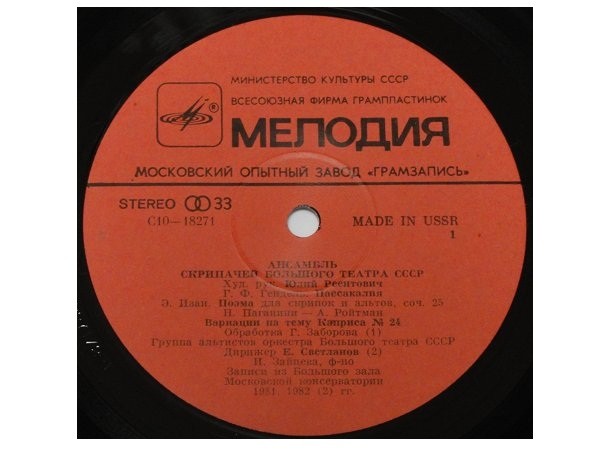 МИНИСТЕРСТВО КУЛЬТУРЫ СССР
ВСЕСОЮЗНАЯ ФИРМА ГРАМПЛАСТИНОК
®
МЕЛОДИЯ
МОСКОВСКИЙ ОПЫТНЫЙ ЗАВОД «ГРАМЗАПИСЬ»
STEREO 33
С10—18271
MADE IN USSR
1
АНСАМБЛЬ
СКРИПАЧЕЙ БОЛЬШОГО ТЕАТРА СССР
Худ. рук. Юлий Реентович
Г. Ф. Гендель. Пассакалия
Э. Изаи. Поэма для скрипок и альтов, соч. 25
Н. Паганини — А. Ройтман
Вариации на тему Каприса № 24
Обработка Г. Заборова (1)
Группа альтистов оркестра Большого театра СССР
Дирижер Е. Светланов (2)
И. Зайцева, ф-но
Записи из Большого зала
Московской консерватории
1981, 1982 (2) гг.